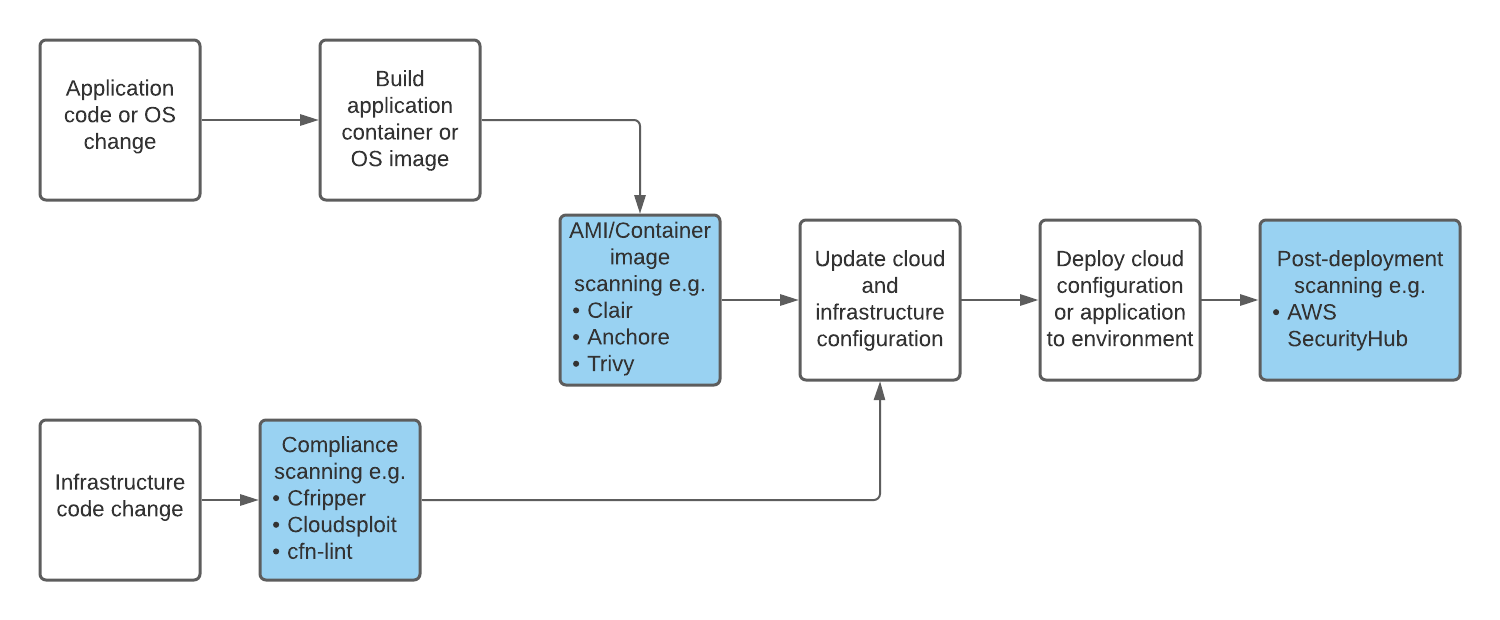 Application
code or OS
change
Build
application
container or
OS image
AMI/Container
image
scanning e.g.
• Clair
• Anchore
• Trivy
Update cloud
and
infrastructure
configuration
Deploy cloud
configuration
or application
to environment
Post-deployment
scanning e.g.
• AWS
SecurityHub
Infrastructure
code change
Compliance
scanning e.g.
• Cfripper
• Cloudsploit
• cfn-lint